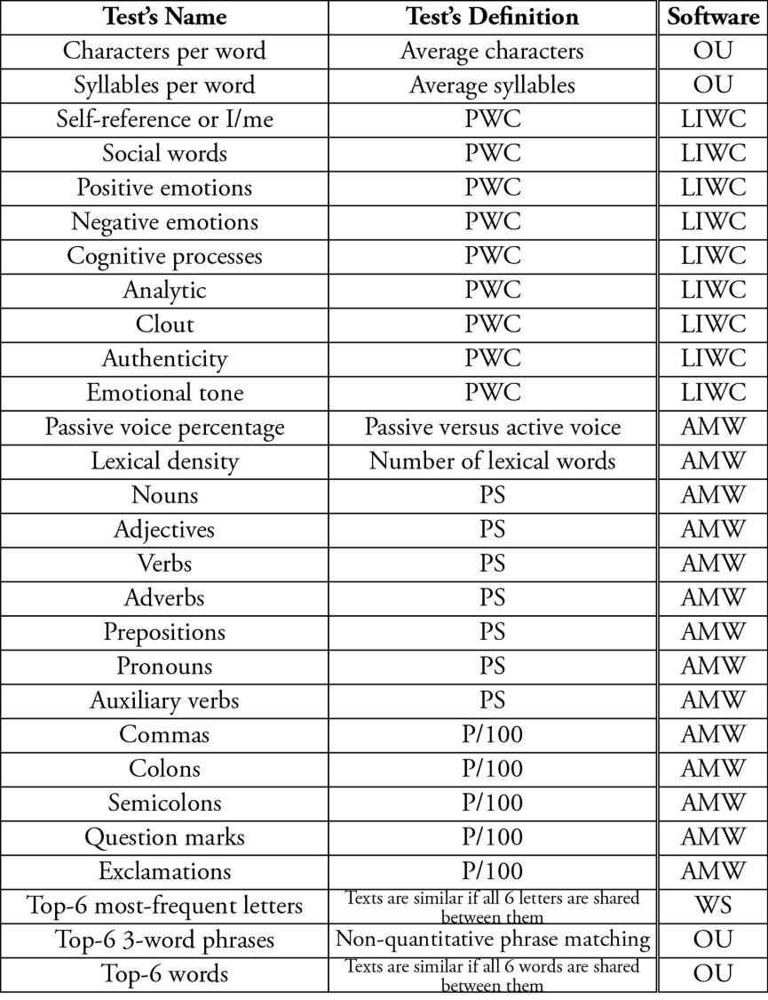 Test's Name Test's Definition Software
Characters per word Average characters OU
Syllables per word Average syllables OU
Self-reference or I/me PWC LIWC
Social words PWC LIWC
Positive emotions PWC LIWC
Negative emotions PWC LIWC
Cognitive processes PWC LIWC
Analytic PWC LIWC
Clout PWC LIWC
Authenticity PWC LIWC
Emotional tone PWC LIWC
Passive voice percentage Passive versus active voice AMW
Lexical density Number of lexical words AMW
Nouns PS AMW
Adjectives PS AMW
Verbs PS AMW
Adverbs PS AMW
Prepositions PS AMW
Pronouns PS AMW
Auxiliary verbs PS AMW
Commas P/100 AMW
Colons P/100 AMW
Semicolons P/100 AMW
Question marks P/100 AMW
Exclamations P/100 AMW
Top-6 most-frequent letters Texts are similar if all 6 letters are shared WS
between them
Top-6 3-word phrases Non-quantitative phrase matching OU
Top-6 words Texts are similar if all 6 words are shared OU
between them